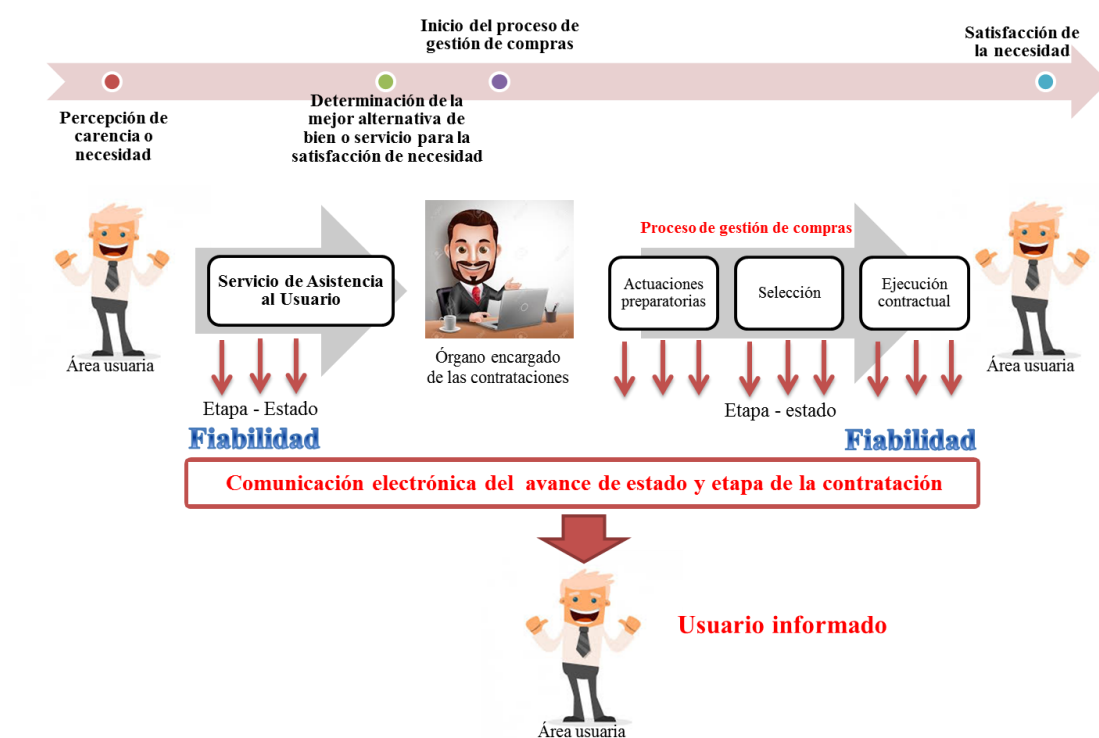 Inicio del proceso de
gestión de compras
Satisfacción de
la necesidad
Percepción de
carencia o
necesidad
Determinación de la
mejor alternativa de
bien o servicio para la
satisfacción de necesidad
Servicio de Asistencia
al Usuario
Proceso de gestión de compras
Actuaciones
preparatorias
Selección
Ejecución
contractual
Área usuaria
Órgano encargado
de las contrataciones
Área usuaria
Etapa - Estado
Etapa - estado
Fiabilidad
Fiabilidad
Comunicación electrónica del avance de estado y etapa de la contratación
Usuario informado
Área usuaria